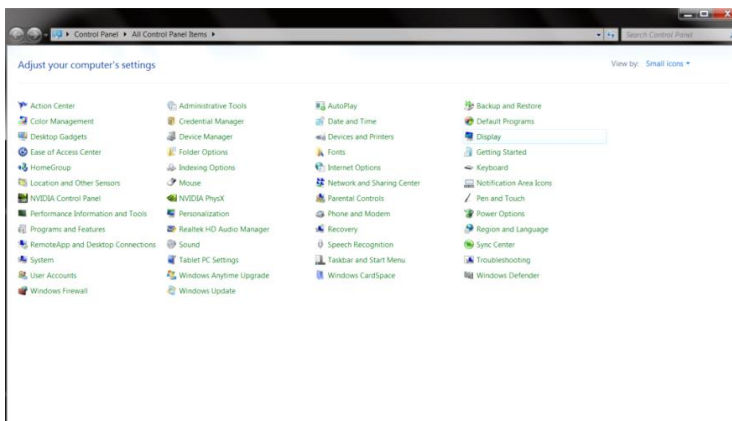 Control Panel ▸ All Control Panel Items ▸
Search Control Panel
Adjust your computer's settings
View by: Small icons
Action Center
Administrative Tools
AutoPlay
Backup and Restore
Color Management
Credential Manager
Date and Time
Default Programs
Desktop Gadgets
Device Manager
Devices and Printers
Display
Ease of Access Center
Folder Options
Fonts
Getting Started
HomeGroup
Indexing Options
Internet Options
Keyboard
Location and Other Sensors
Mouse
Network and Sharing Center
Notification Area Icons
NVIDIA Control Panel
NVIDIA PhysX
Parental Controls
Pen and Touch
Performance Information and Tools
Personalization
Phone and Modem
Power Options
Programs and Features
Realtek HD Audio Manager
Recovery
Region and Language
RemoteApp and Desktop Connections
Sound
Speech Recognition
Sync Center
System
Tablet PC Settings
Taskbar and Start Menu
Troubleshooting
User Accounts
Windows Anytime Upgrade
Windows CardSpace
Windows Defender
Windows Firewall
Windows Update